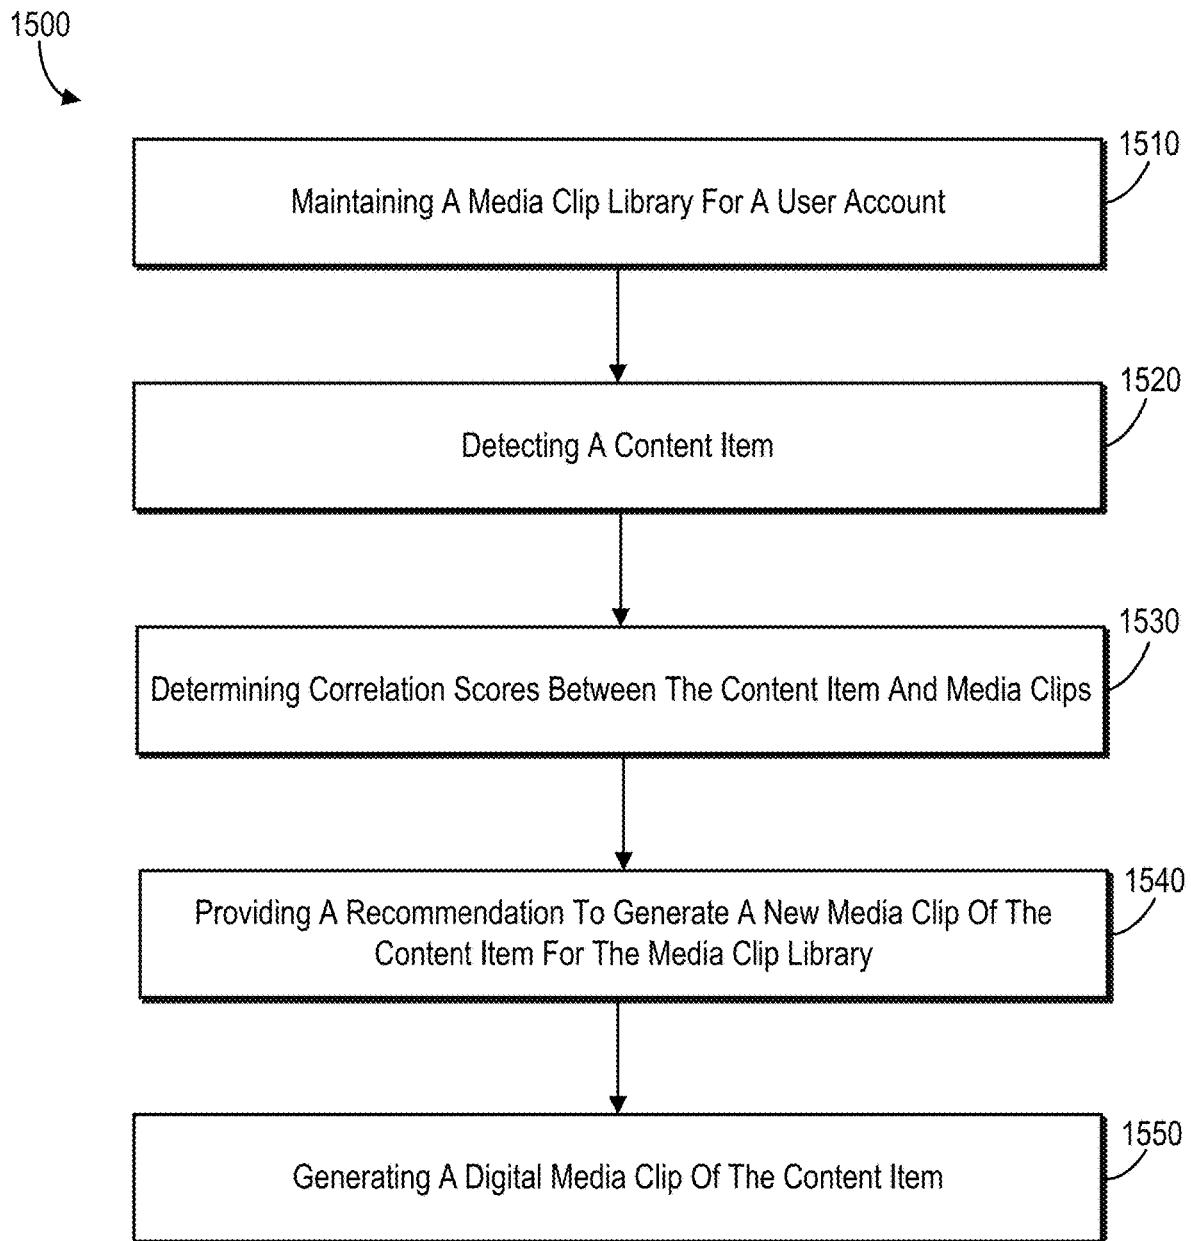 1500
1510
Maintaining A Media Clip Library For A User Account
1520
Detecting A Content Item
1530
Determining Correlation Scores Between The Content Item And Media Clips
1540
Providing A Recommendation To Generate A New Media Clip Of The
Content Item For The Media Clip Library
1550
Generating A Digital Media Clip Of The Content Item